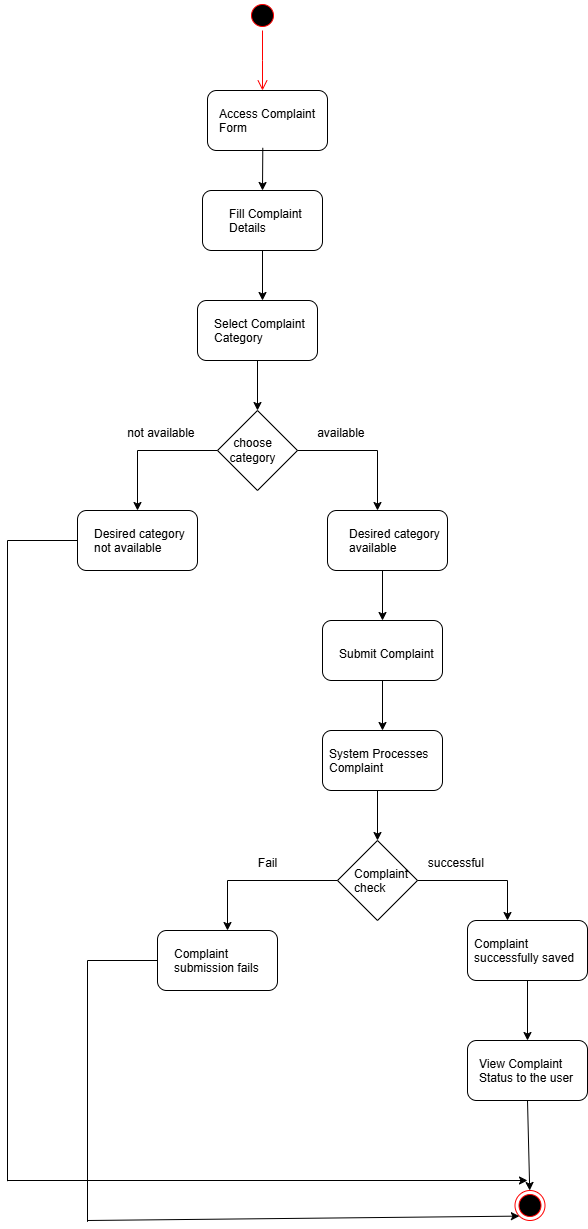 Access Complaint
Form
Fill Complaint
Details
Select Complaint
Category
not available
available
choose
category
Desired category
not available
Desired category
available
Submit Complaint
System Processes
Complaint
Fail
successful
Complaint
check
Complaint
submission fails
Complaint
successfully saved
View Complaint
Status to the user